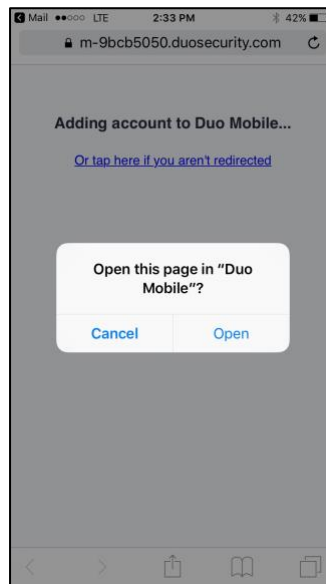 Mail LTE 2:33 PM 42%
m-9bcb5050.duosecurity.com
Adding account to Duo Mobile...
Or tap here if you aren't redirected
Open this page in "Duo
Mobile"?
Cancel Open